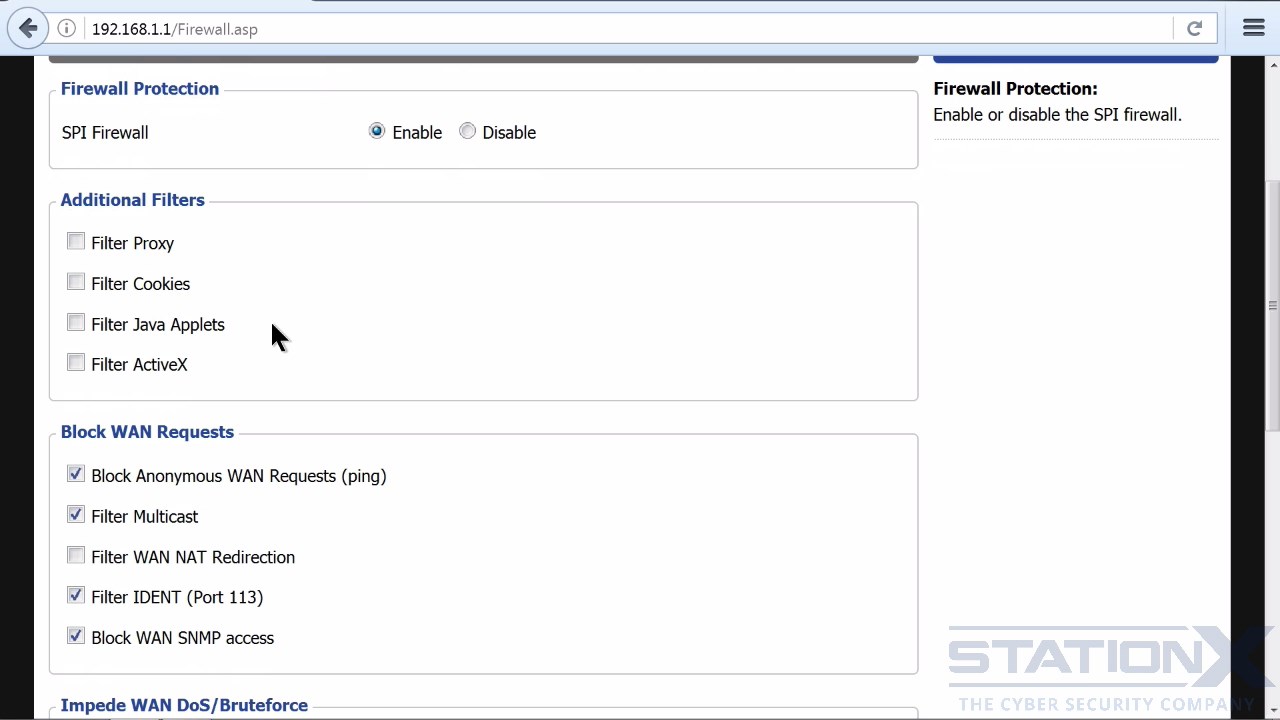 192.168.1.1/Firewall.asp
Firewall Protection
SPI Firewall Enable Disable
Additional Filters
Filter Proxy
Filter Cookies
Filter Java Applets
Filter ActiveX
Block WAN Requests
Block Anonymous WAN Requests (ping)
Filter Multicast
Filter WAN NAT Redirection
Filter IDENT (Port 113)
Block WAN SNMP access
Impede WAN DoS/Bruteforce
Firewall Protection:
Enable or disable the SPI firewall.
STATIONX
THE CYBER SECURITY COMPANY